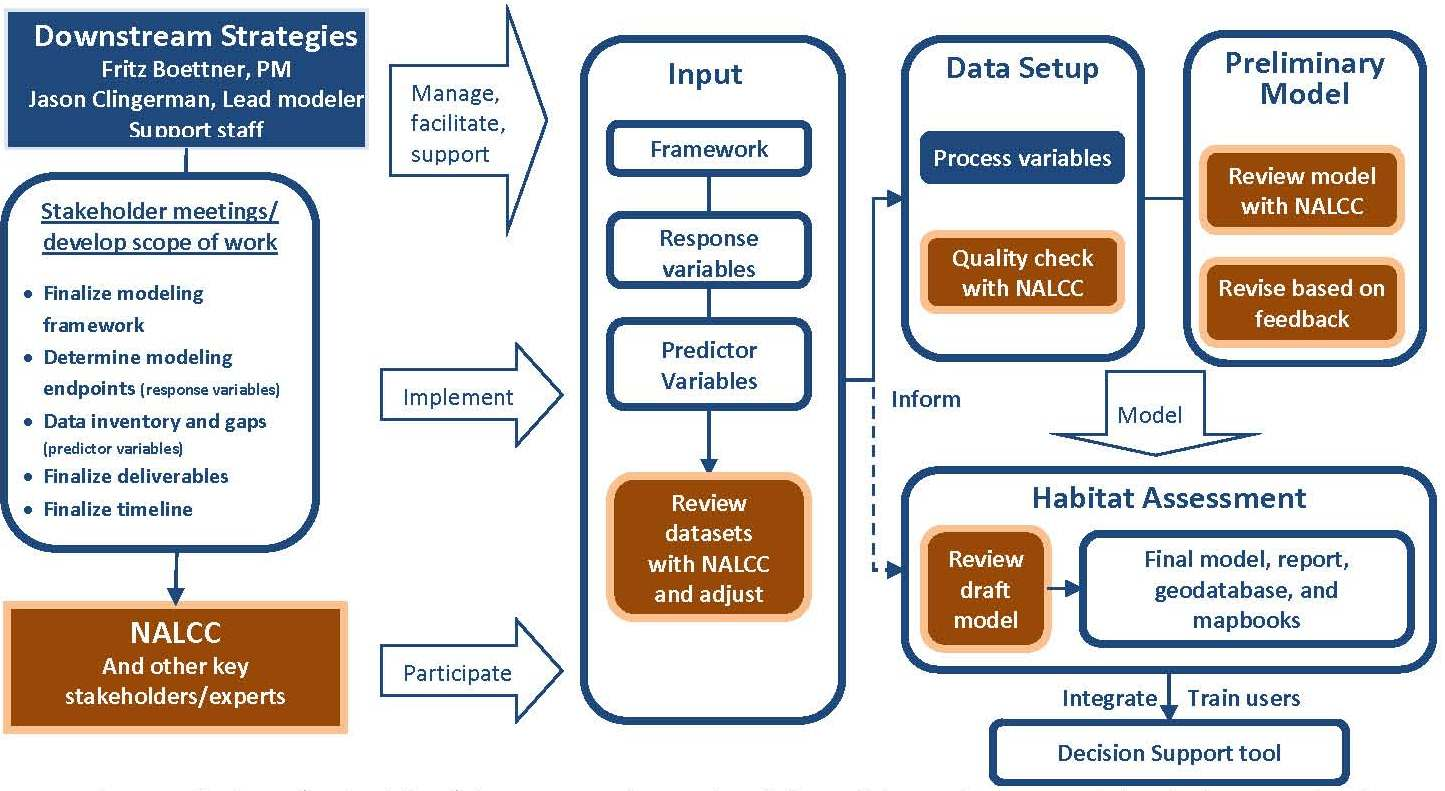 Downstream Strategies
Fritz Boettner, PM
Jason Clingerman, Lead modeler
Support staff
Stakeholder meetings/
develop scope of work
• Finalize modeling
framework
• Determine modeling
endpoints (response variables)
• Data inventory and gaps
(predictor variables)
• Finalize deliverables
• Finalize timeline
NALCC
And other key
stakeholders/experts
Manage,
facilitate,
support
Implement
Participate
Input
Framework
Response
variables
Predictor
Variables
Review
datasets
with NALCC
and adjust
Data Setup
Process variables
Quality check
with NALCC
Preliminary
Model
Review model
with NALCC
Revise based on
feedback
Inform
Model
Habitat Assessment
Review
draft
model
Final model, report,
geodatabase, and
mapbooks
Integrate
Train users
Decision Support tool